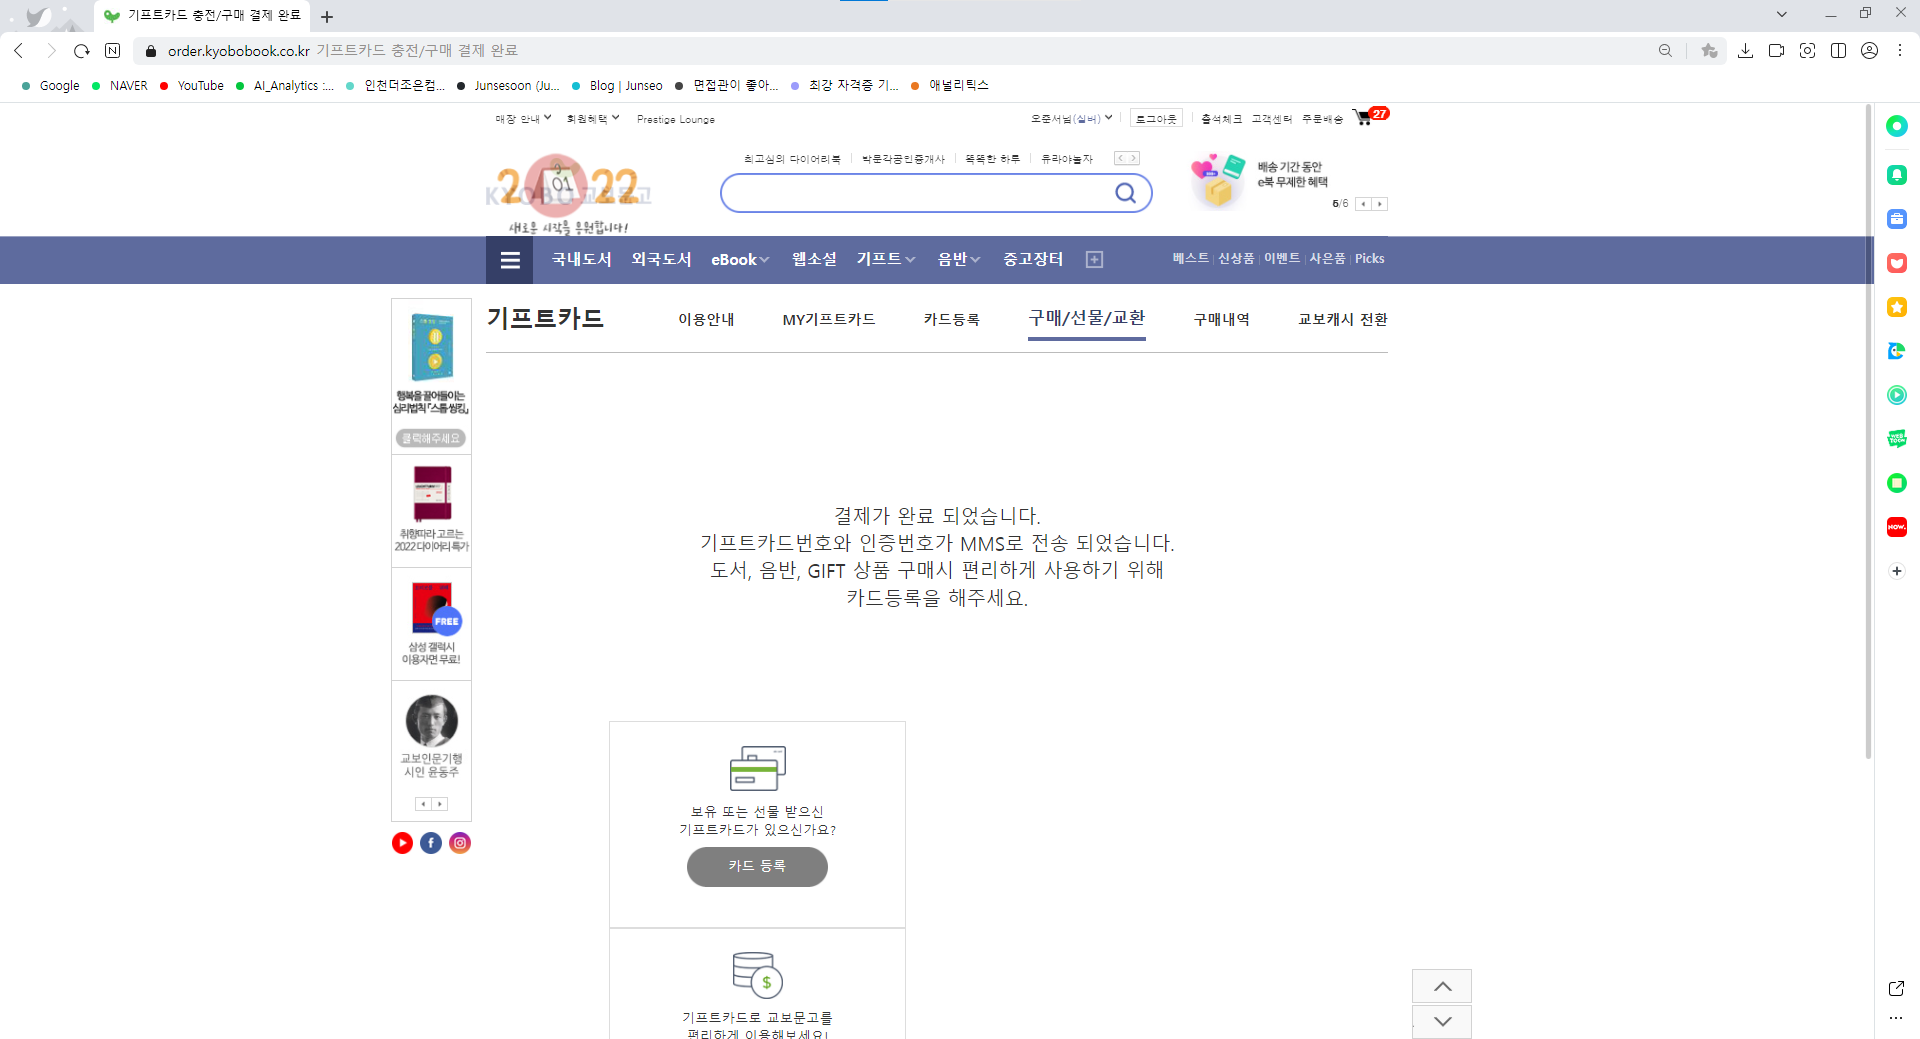 기프트카드 충전/구매 결제 완료
order.kyobobook.co.kr 기프트카드 충전/구매 결제 완료
Google NAVER YouTube AI_Analytics :... 인천더조은컴... Junsesoon (Ju... Blog | Junseo 면접관이 좋아... 최강 자격증 기... 애널리틱스
매장 안내 회원혜택 Prestige Lounge 오준서님(실버) 로그아웃 출석체크 고객센터 주문배송 27
최고심의 다이어리북 박문각공인중개사 똑똑한 하루 유라야놀자
2022 01
KYOBO 교보문고
새로운 시작을 응원합니다!
배송 기간 동안
e북 무제한 혜택
5/6
국내도서 외국도서 eBook 웹소설 기프트 음반 중고장터 베스트 신상품 이벤트 사은품 Picks
기프트카드 이용안내 MY기프트카드 카드등록 구매/선물/교환 구매내역 교보캐시 전환
행복을 끌어들이는
심리법칙 「스톰 씽킹」
클릭해주세요
취향따라 고르는
2022 다이어리 특가
FREE
삼성 갤럭시
이용자면 무료!
교보인문기행
시인 윤동주
결제가 완료 되었습니다.
기프트카드번호와 인증번호가 MMS로 전송 되었습니다.
도서, 음반, GIFT 상품 구매시 편리하게 사용하기 위해
카드등록을 해주세요.
보유 또는 선물 받으신
기프트카드가 있으신가요?
카드 등록
기프트카드로 교보문고를
편리하게 이용해보세요!
WEB
TOON
NOW.